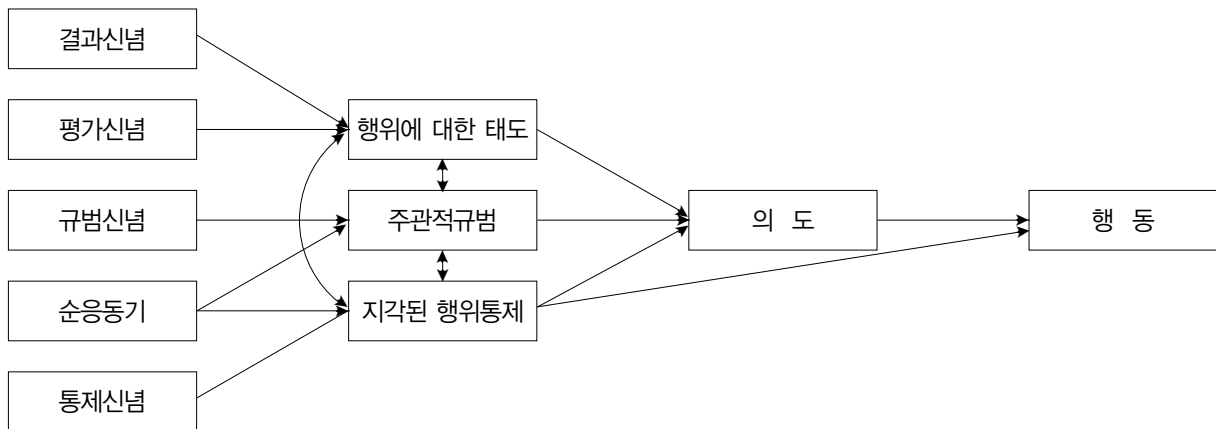 결과신념
평가신념
행위에 대한 태도
규범신념
주관적규범
의 도
행 동
순응동기
지각된 행위통제
통제신념